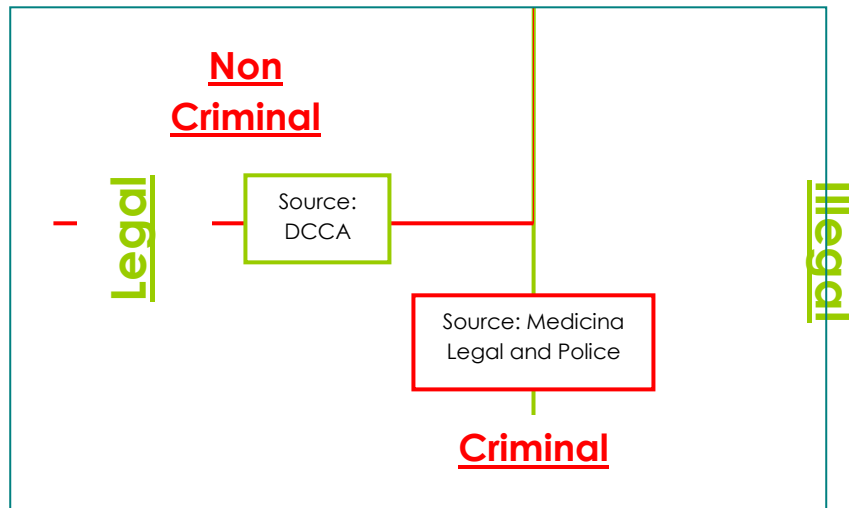 Non
Criminal
Legal
Source:
DCCA
Illegal
Source: Medicina
Legal and Police
Criminal